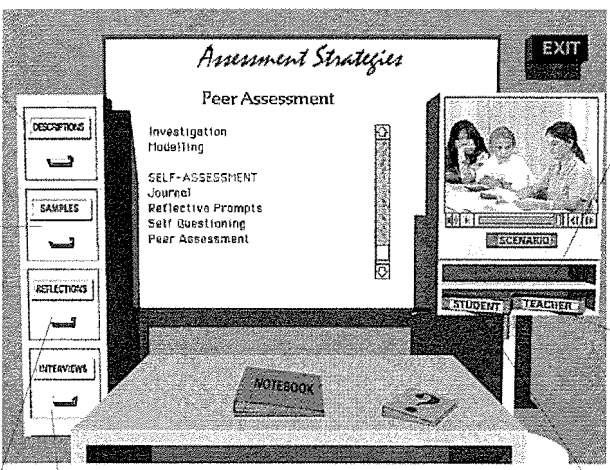 Assessment Strategies
EXIT
Peer Assessment
DESCRIPTIONS
SAMPLES
REFLECTIONS
INTERVIEWS
Investigation
Modelling
SELF-ASSESSMENT
Journal
Reflective Prompts
Self Questioning
Peer Assessment
SCENARIO
STUDENT
TEACHER
NOTEBOOK
?